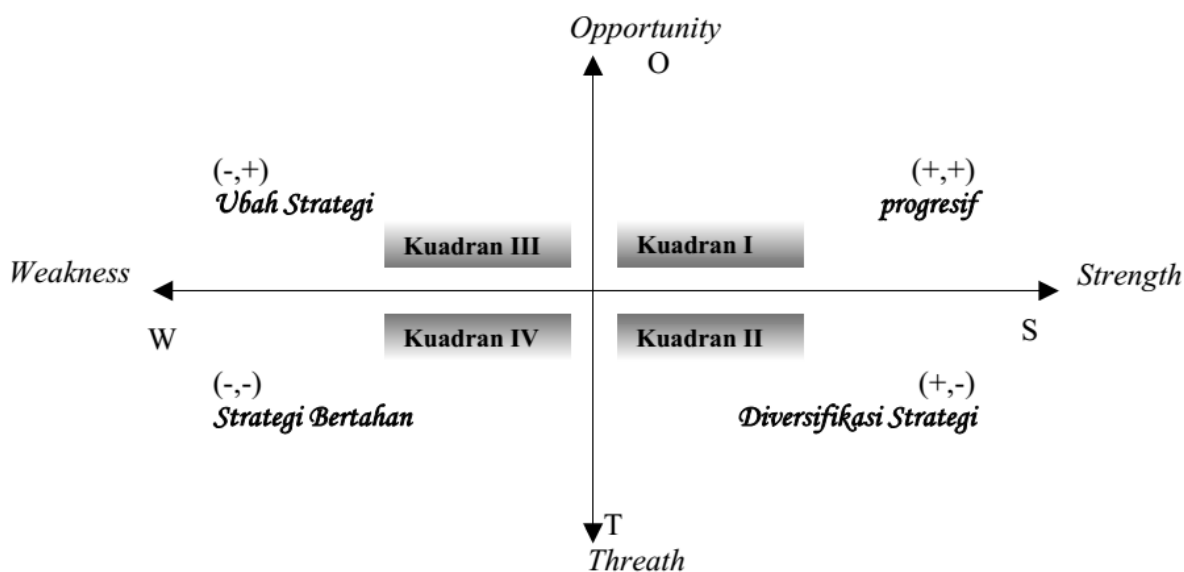 Opportunity
O
(-,+)
Ubah Strategi
(+,+)
progresif
Kuadran III
Kuadran I
Weakness
Strength
W
S
Kuadran IV
Kuadran II
(-,-)
Strategi Bertahan
(+,-)
Diversifikasi Strategi
T
Threath